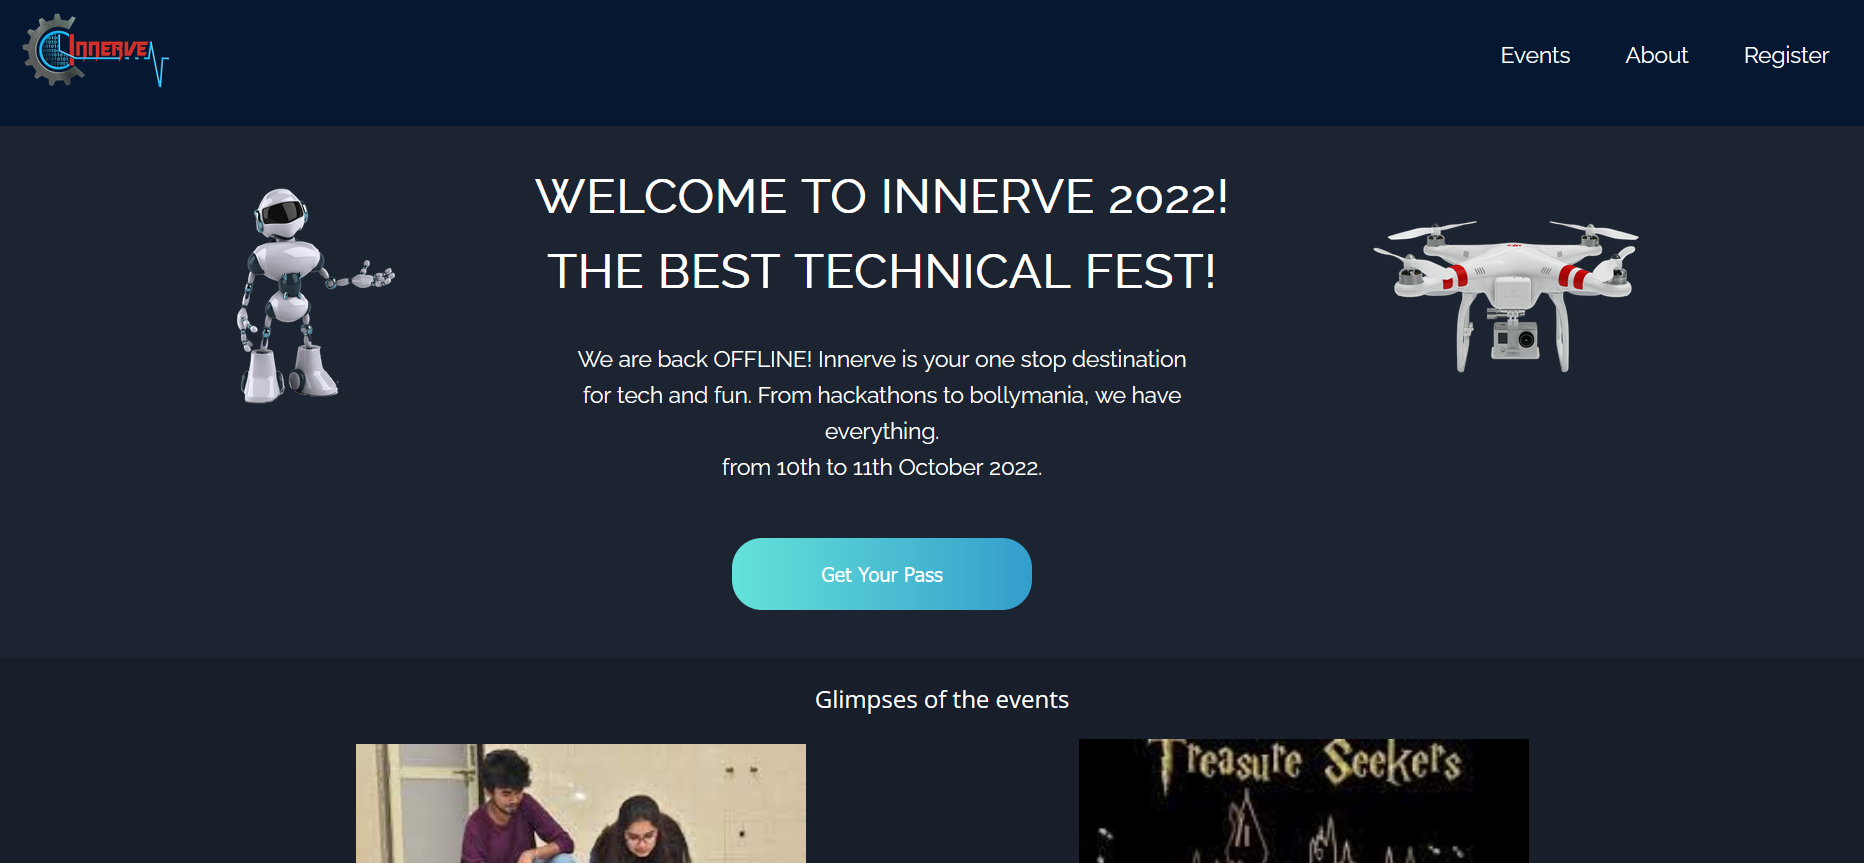 INNERVE
Events
About
Register
WELCOME TO INNERVE 2022!
THE BEST TECHNICAL FEST!
We are back OFFLINE! Innerve is your one stop destination
for tech and fun. From hackathons to bollymania, we have
everything.
from 10th to 11th October 2022.
Get Your Pass
Glimpses of the events
Treasure Seekers